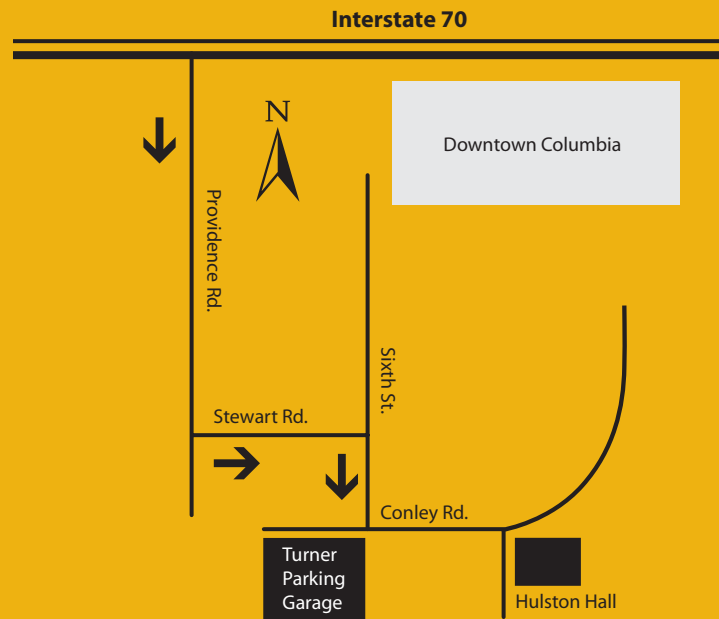 Interstate 70
N
Downtown Columbia
Providence Rd.
Sixth St.
Stewart Rd.
Conley Rd.
Turner
Parking
Garage
Hulston Hall